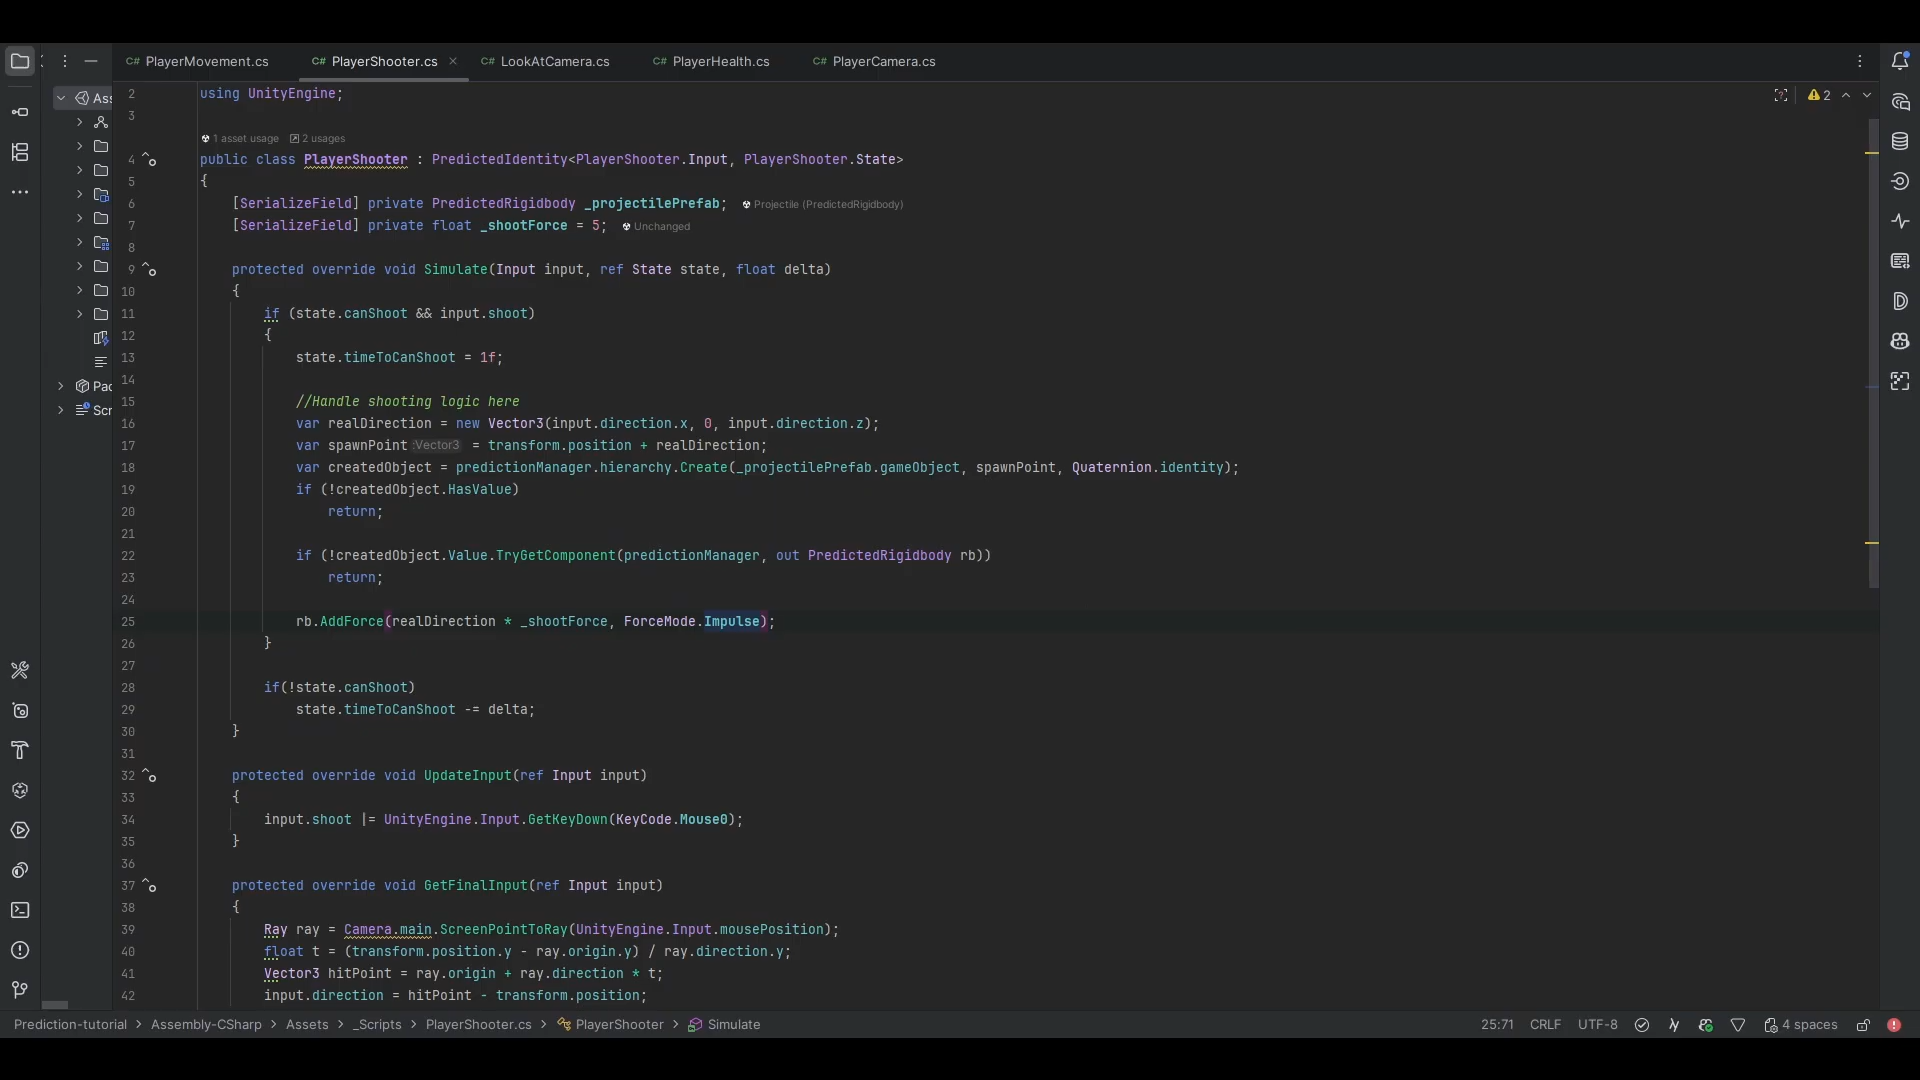 C# PlayerMovement.cs C# PlayerShooter.cs C# LookAtCamera.cs C# PlayerHealth.cs C# PlayerCamera.cs
Ass
Pac
Scr
2 using UnityEngine; 2
3
1 asset usage 2 usages
4 public class PlayerShooter : PredictedIdentity<PlayerShooter.Input, PlayerShooter.State>
5 {
6 [SerializeField] private PredictedRigidbody _projectilePrefab; Projectile (PredictedRigidbody)
7 [SerializeField] private float _shootForce = 5; Unchanged
8
9 protected override void Simulate(Input input, ref State state, float delta)
10 {
11 if (state.canShoot && input.shoot)
12 {
13 state.timeToCanShoot = 1f;
14
15 //Handle shooting logic here
16 var realDirection = new Vector3(input.direction.x, 0, input.direction.z);
17 var spawnPoint :Vector3 = transform.position + realDirection;
18 var createdObject = predictionManager.hierarchy.Create(_projectilePrefab.gameObject, spawnPoint, Quaternion.identity);
19 if (!createdObject.HasValue)
20 return;
21
22 if (!createdObject.Value.TryGetComponent(predictionManager, out PredictedRigidbody rb))
23 return;
24
25 rb.AddForce(realDirection * _shootForce, ForceMode.Impulse);
26 }
27
28 if(!state.canShoot)
29 state.timeToCanShoot -= delta;
30 }
31
32 protected override void UpdateInput(ref Input input)
33 {
34 input.shoot |= UnityEngine.Input.GetKeyDown(KeyCode.Mouse0);
35 }
36
37 protected override void GetFinalInput(ref Input input)
38 {
39 Ray ray = Camera.main.ScreenPointToRay(UnityEngine.Input.mousePosition);
40 float t = (transform.position.y - ray.origin.y) / ray.direction.y;
41 Vector3 hitPoint = ray.origin + ray.direction * t;
42 input.direction = hitPoint - transform.position;
Prediction-tutorial > Assembly-CSharp > Assets > _Scripts > PlayerShooter.cs > PlayerShooter > Simulate 25:71 CRLF UTF-8 4 spaces